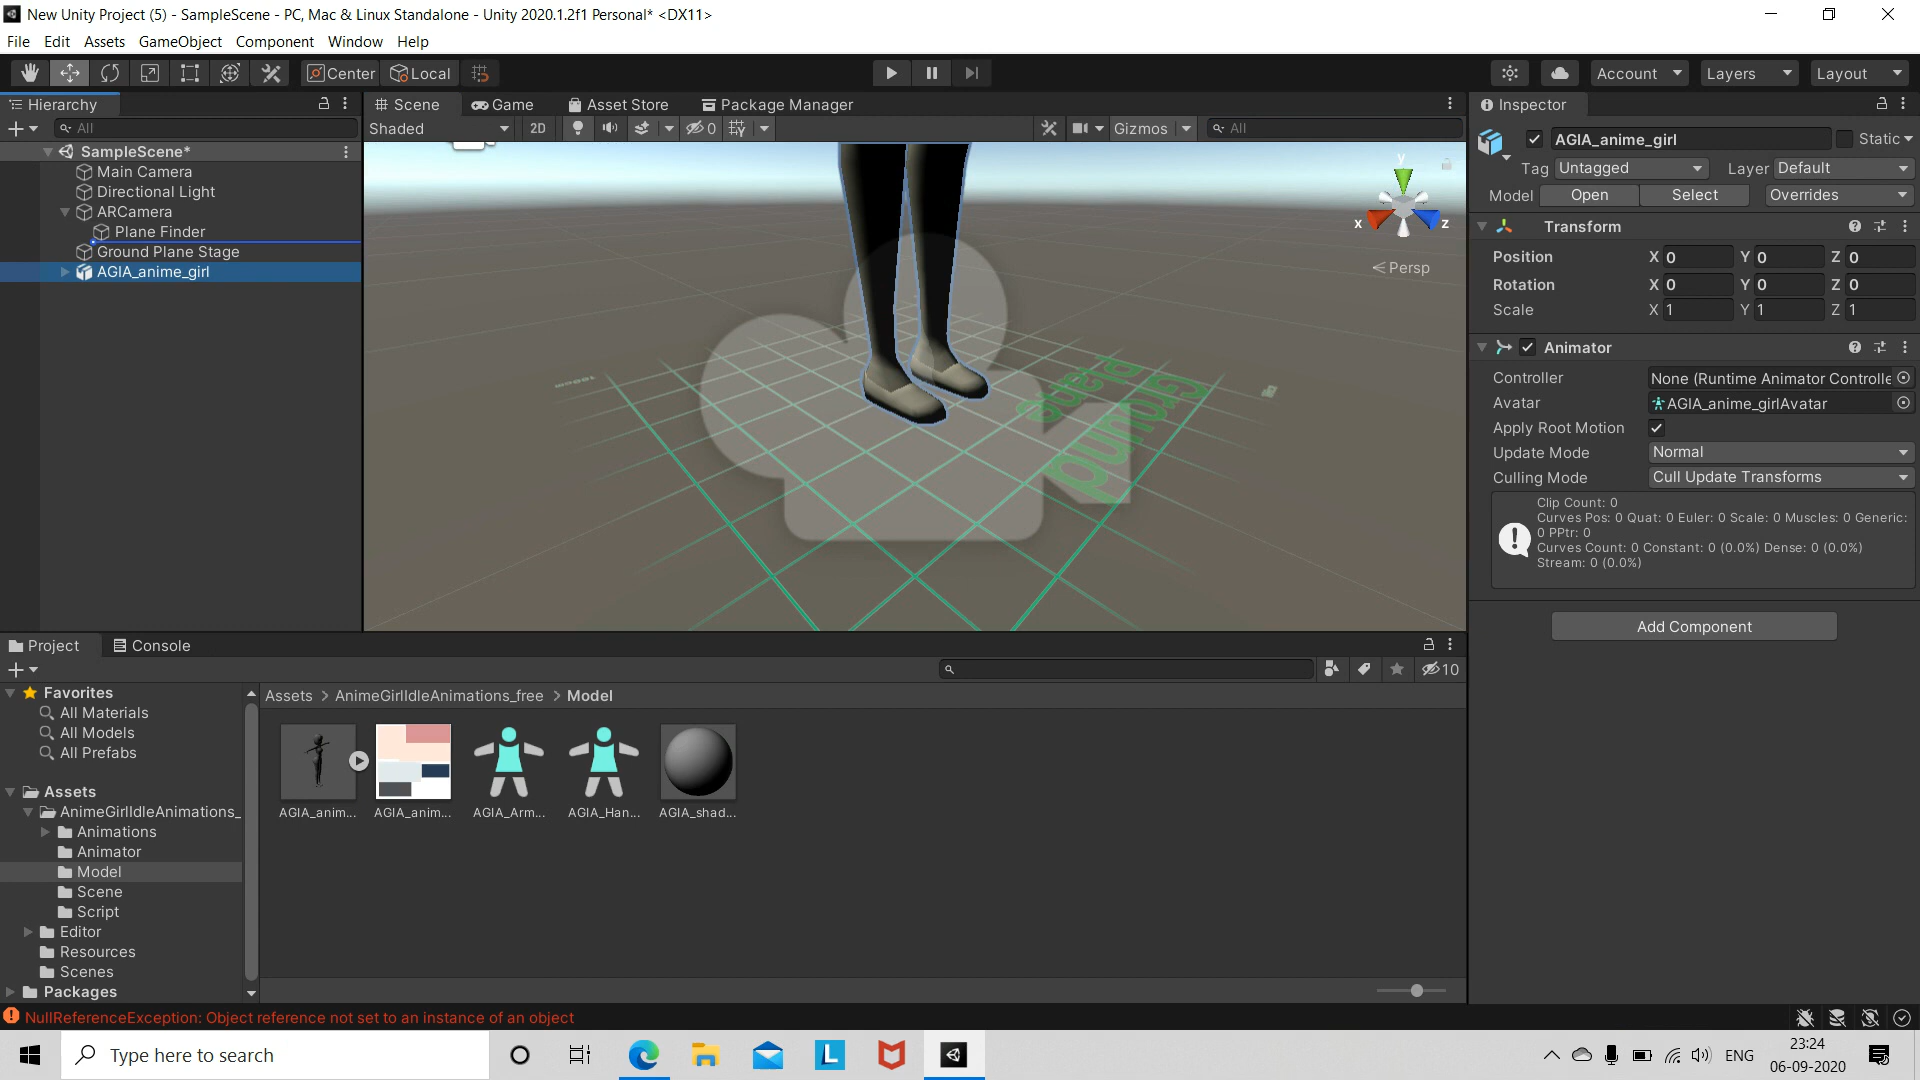 New Unity Project (5) - SampleScene - PC, Mac & Linux Standalone - Unity 2020.1.2f1 Personal* <DX11>
File Edit Assets GameObject Component Window Help
Center Local Account Layers Layout
Hierarchy
All
SampleScene*
Main Camera
Directional Light
ARCamera
Plane Finder
Ground Plane Stage
AGIA_anime_girl
Scene Game Asset Store Package Manager
Shaded 2D 0 Gizmos All
y
x z
Persp
Ground
Plane
Inspector
AGIA_anime_girl Static
Tag Untagged Layer Default
Model Open Select Overrides
Transform
Position X 0 Y 0 Z 0
Rotation X 0 Y 0 Z 0
Scale X 1 Y 1 Z 1
Animator
Controller None (Runtime Animator Controlle
Avatar AGIA_anime_girlAvatar
Apply Root Motion
Update Mode Normal
Culling Mode Cull Update Transforms
Clip Count: 0
Curves Pos: 0 Quat: 0 Euler: 0 Scale: 0 Muscles: 0 Generic:
0 PPtr: 0
Curves Count: 0 Constant: 0 (0.0%) Dense: 0 (0.0%)
Stream: 0 (0.0%)
Add Component
Project Console
10
Favorites
All Materials
All Models
All Prefabs
Assets
AnimeGirlIdleAnimations_
Animations
Animator
Model
Scene
Script
Editor
Resources
Scenes
Packages
Assets > AnimeGirlIdleAnimations_free > Model
AGIA_anim... AGIA_anim... AGIA_Arm... AGIA_Han... AGIA_shad...
NullReferenceException: Object reference not set to an instance of an object
Type here to search
L
ENG
23:24
06-09-2020